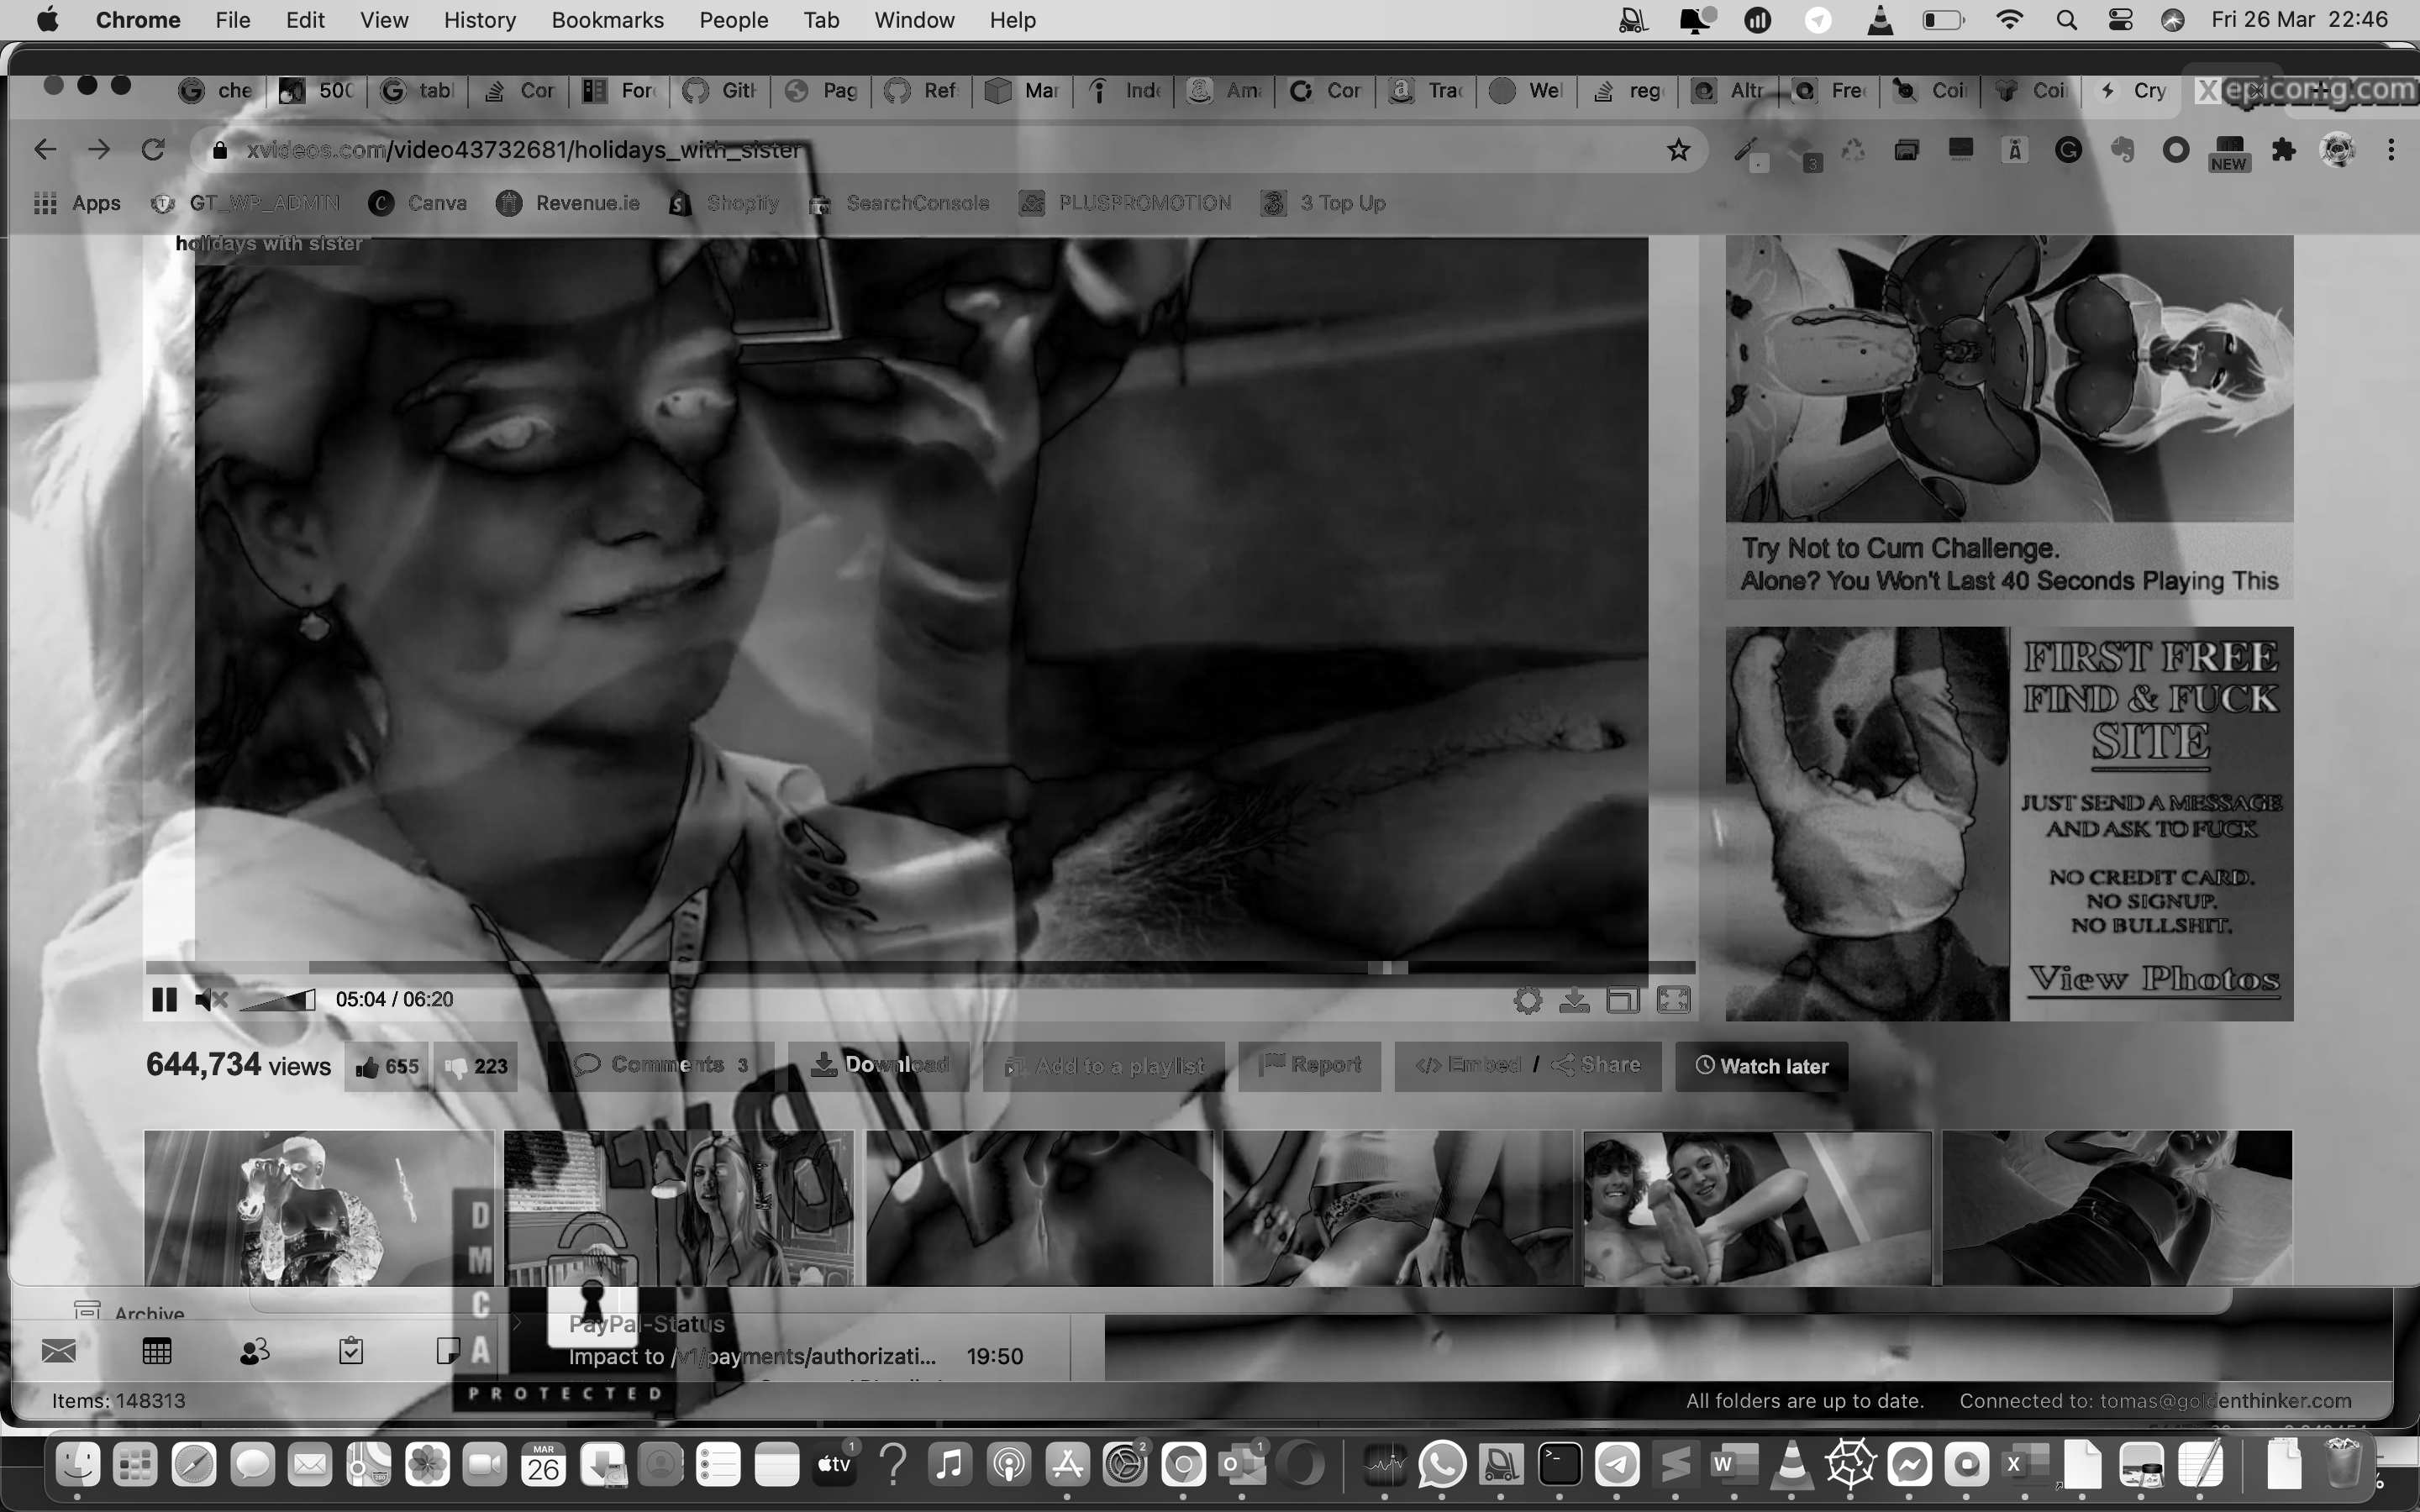 Chrome File Edit View History Bookmarks People Tab Window Help Fri 26 Mar 22:46
che 500 tabl Cor For GitH Pag Ref Mar Inde Ama Cor Tra Wel reg Altr Free Coi Coi Cry epicomg.com
xvideos.com/video43732681/holidays_with_sister NEW
Apps GT_WP_ADMIN Canva Revenue.ie Shopify SearchConsole PLUSPROMOTION 3 Top Up
holidays with sister
Try Not to Cum Challenge.
Alone? You Won't Last 40 Seconds Playing This
FIRST FREE
FIND & FUCK
SITE
JUST SEND A MESSAGE
AND ASK TO FUCK
NO CREDIT CARD.
NO SIGNUP.
NO BULLSHIT.
View Photos
05:04 / 06:20
644,734 views 655 223 Comments 3 Download Add to a playlist Report Embed / Share Watch later
DMCA
PROTECTED
Archive
PayPal-Status
Impact to /v1/payments/authorizati... 19:50
Items: 148313 All folders are up to date. Connected to: tomas@goldenthinker.com
MAR
26
tv